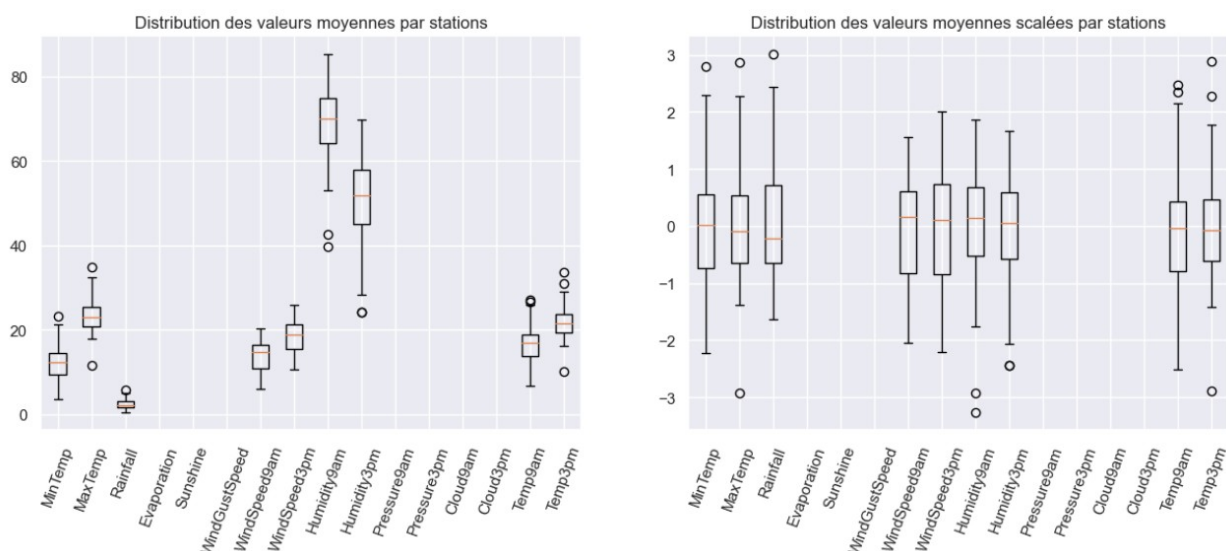 Distribution des valeurs moyennes par stations
80
60
40
20
0
MinTemp
MaxTemp
Rainfall
Evaporation
Sunshine
WindGustSpeed
WindSpeed9am
WindSpeed3pm
Humidity9am
Humidity3pm
Pressure9am
Pressure3pm
Cloud9am
Cloud3pm
Temp9am
Temp3pm
Distribution des valeurs moyennes scalées par stations
3
2
1
0
−1
−2
−3
MinTemp
MaxTemp
Rainfall
Evaporation
Sunshine
WindGustSpeed
WindSpeed9am
WindSpeed3pm
Humidity9am
Humidity3pm
Pressure9am
Pressure3pm
Cloud9am
Cloud3pm
Temp9am
Temp3pm